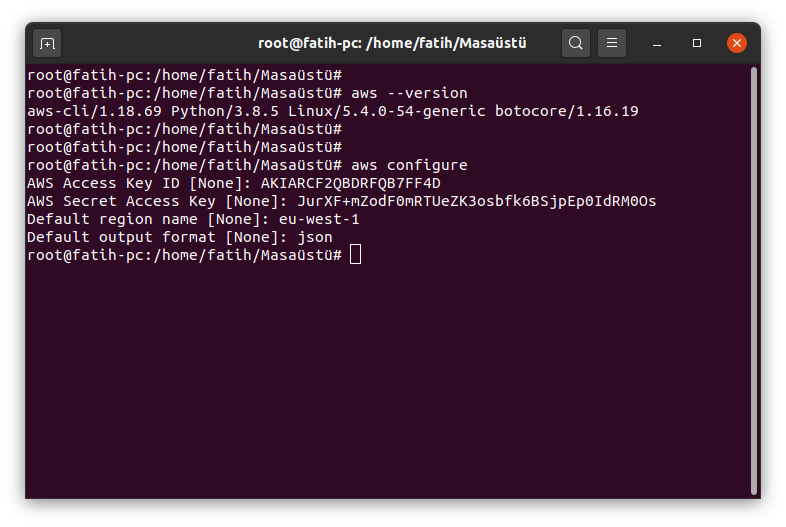 root@fatih-pc: /home/fatih/Masaüstü
root@fatih-pc:/home/fatih/Masaüstü#
root@fatih-pc:/home/fatih/Masaüstü# aws --version
aws-cli/1.18.69 Python/3.8.5 Linux/5.4.0-54-generic botocore/1.16.19
root@fatih-pc:/home/fatih/Masaüstü#
root@fatih-pc:/home/fatih/Masaüstü#
root@fatih-pc:/home/fatih/Masaüstü# aws configure
AWS Access Key ID [None]: AKIARCF2QBDRFQB7FF4D
AWS Secret Access Key [None]: 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
Default region name [None]: eu-west-1
Default output format [None]: json
root@fatih-pc:/home/fatih/Masaüstü#